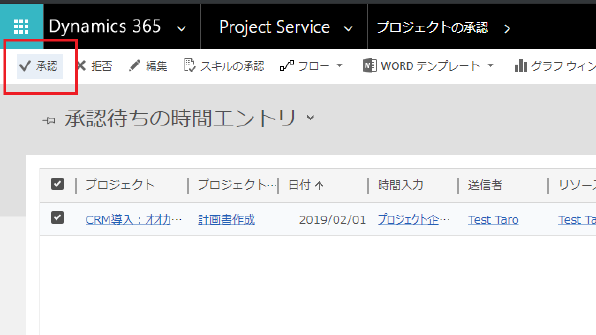 Dynamics 365 Project Service プロジェクトの承認
承認 拒否 編集 スキルの承認 フロー WORD テンプレート グラフ ウィン
承認待ちの時間エントリ
プロジェクト プロジェクト… 日付 時間入力 送信者 リソー
CRM導入：オオカ… 計画書作成 2019/02/01 プロジェクト企… Test Taro Test Ta